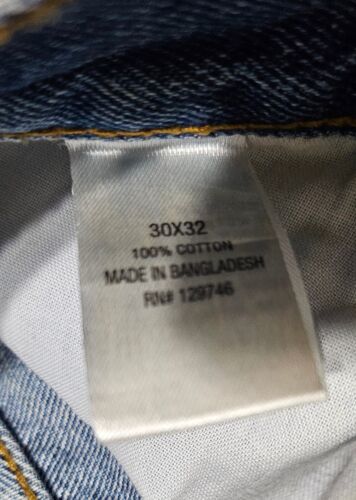 30X32
100% COTTON
MADE IN BANGLADESH
RN# 129746